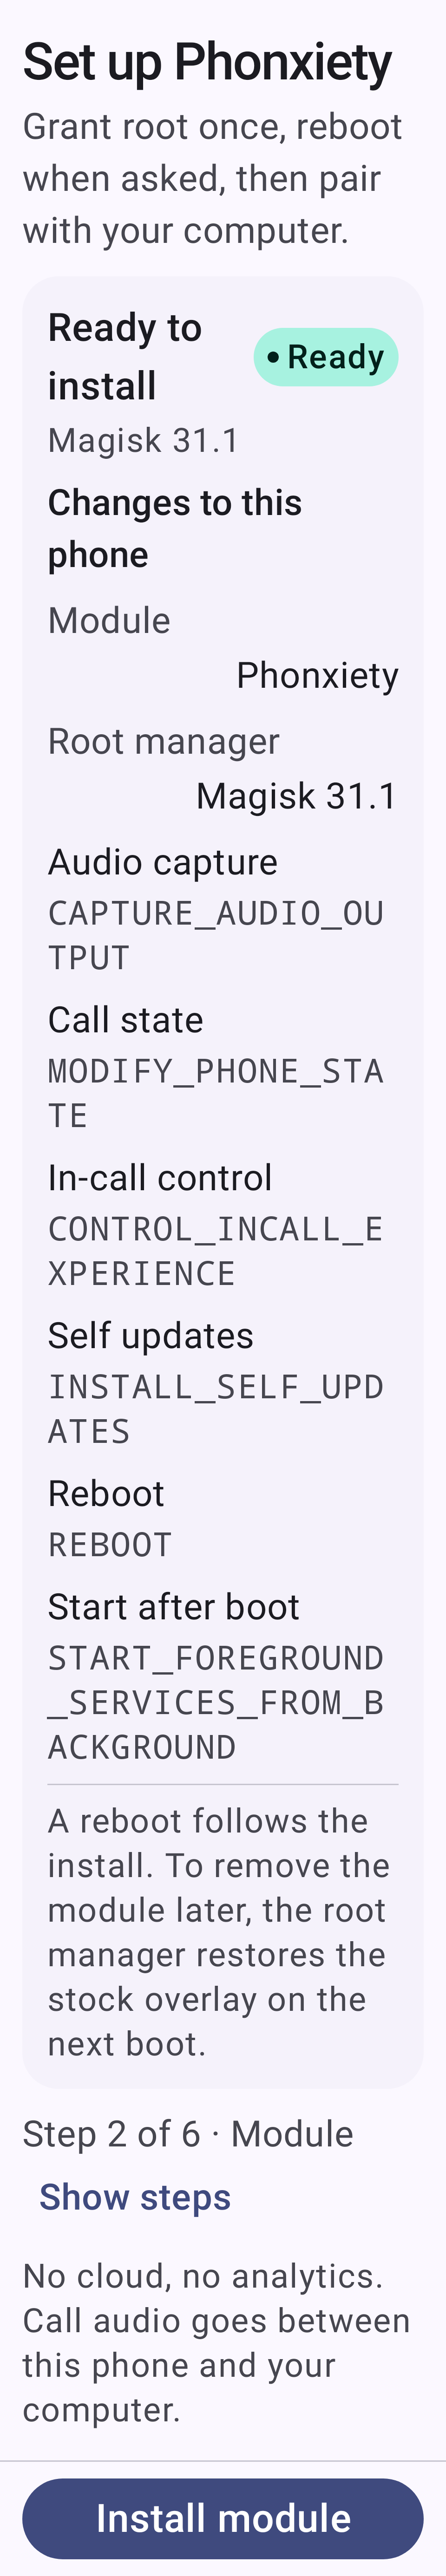 Set up Phonxiety
Grant root once, reboot
when asked, then pair
with your computer.
Ready to
install
• Ready
Magisk 31.1
Changes to this
phone
Module
Phonxiety
Root manager
Magisk 31.1
Audio capture
CAPTURE_AUDIO_OU
TPUT
Call state
MODIFY_PHONE_STA
TE
In-call control
CONTROL_INCALL_E
XPERIENCE
Self updates
INSTALL_SELF_UPD
ATES
Reboot
REBOOT
Start after boot
START_FOREGROUND
_SERVICES_FROM_B
ACKGROUND
A reboot follows the
install. To remove the
module later, the root
manager restores the
stock overlay on the
next boot.
Step 2 of 6 · Module
Show steps
No cloud, no analytics.
Call audio goes between
this phone and your
computer.
Install module